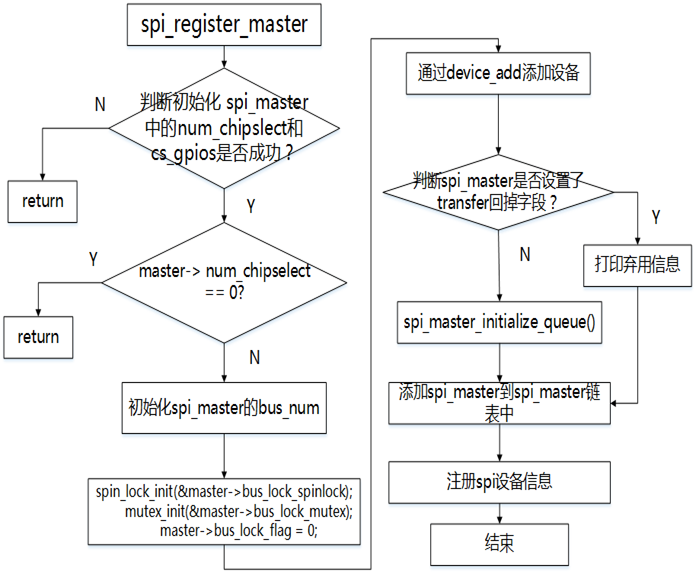 spi_register_master
判断初始化 spi_master
中的num_chipslect和
cs_gpios是否成功？
N
return
Y
master-> num_chipselect
== 0?
Y
return
N
初始化spi_master的bus_num
spin_lock_init(&master->bus_lock_spinlock);
mutex_init(&master->bus_lock_mutex);
master->bus_lock_flag = 0;
通过device_add添加设备
判断spi_master是否设置了
transfer回掉字段？
Y
打印弃用信息
N
spi_master_initialize_queue()
添加spi_master到spi_master链
表中
注册spi设备信息
结束